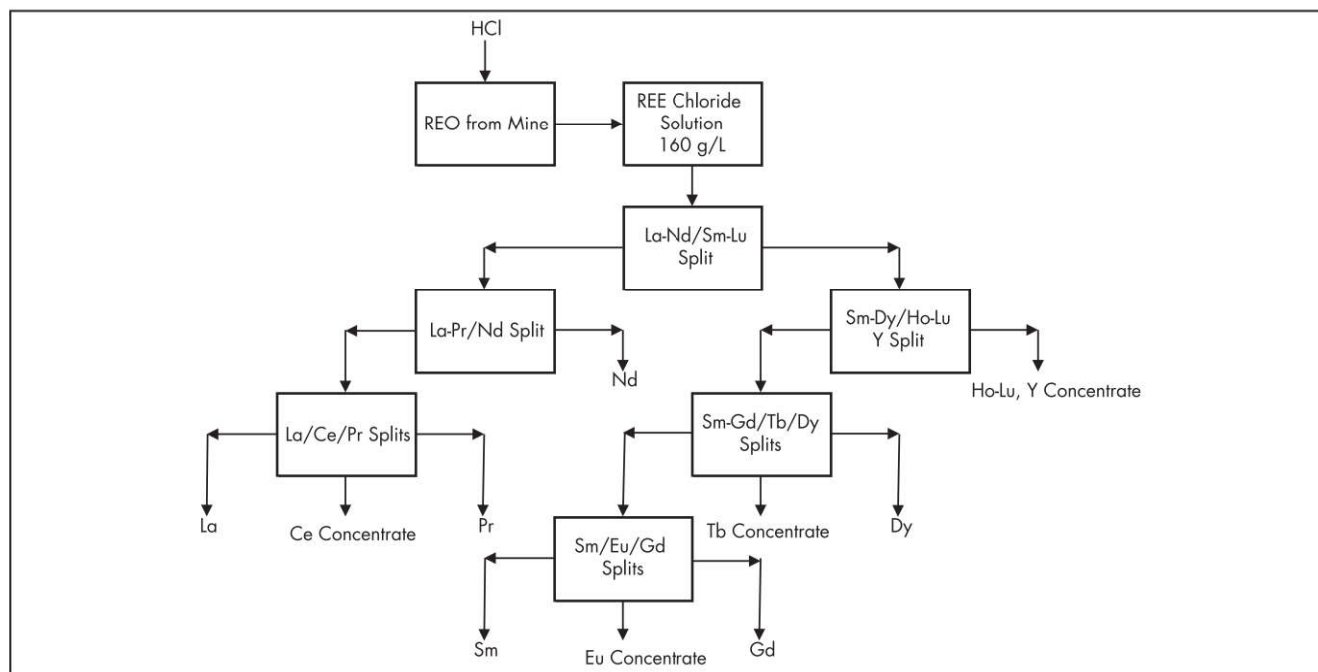 HCl
REO from Mine
REE Chloride
Solution
160 g/L
La-Nd/Sm-Lu
Split
La-Pr/Nd Split
Sm-Dy/Ho-Lu
Y Split
Nd
Ho-Lu, Y Concentrate
La/Ce/Pr Splits
Sm-Gd/Tb/Dy
Splits
La
Ce Concentrate
Pr
Tb Concentrate
Dy
Sm/Eu/Gd
Splits
Sm
Eu Concentrate
Gd